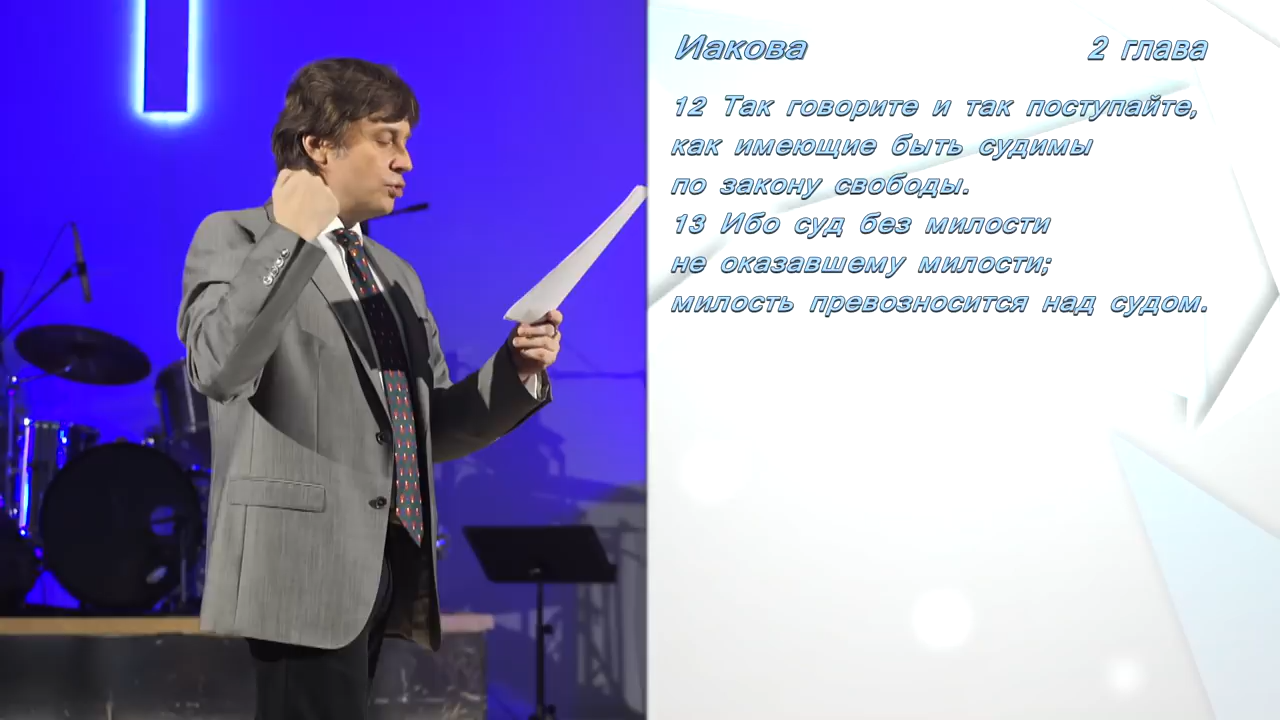 Иакова 2 глава
12 Так говорите и так поступайте,
как имеющие быть судимы
по закону свободы.
13 Ибо суд без милости
не оказавшему милости;
милость превозносится над судом.